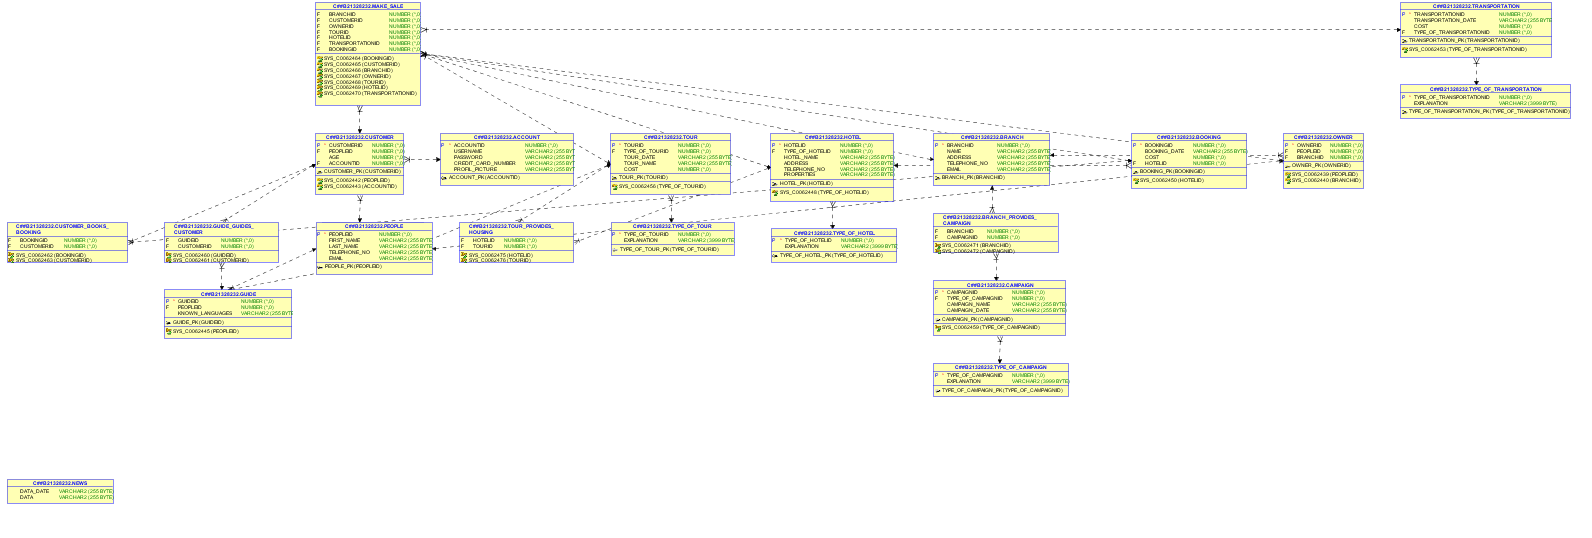 C##B21328232.MAKE_SALE
F BRANCHID NUMBER (*,0)
F CUSTOMERID NUMBER (*,0)
F OWNERID NUMBER (*,0)
F TOURID NUMBER (*,0)
F HOTELID NUMBER (*,0)
F TRANSPORTATIONID NUMBER (*,0)
F BOOKINGID NUMBER (*,0)
SYS_C0062464 (BOOKINGID)
SYS_C0062465 (CUSTOMERID)
SYS_C0062466 (BRANCHID)
SYS_C0062467 (OWNERID)
SYS_C0062468 (TOURID)
SYS_C0062469 (HOTELID)
SYS_C0062470 (TRANSPORTATIONID)
C##B21328232.TRANSPORTATION
P * TRANSPORTATIONID NUMBER (*,0)
TRANSPORTATION_DATE VARCHAR2 (255 BYTE
COST NUMBER (*,0)
F TYPE_OF_TRANSPORTATIONID NUMBER (*,0)
TRANSPORTATION_PK (TRANSPORTATIONID)
SYS_C0062453 (TYPE_OF_TRANSPORTATIONID)
C##B21328232.TYPE_OF_TRANSPORTATION
P * TYPE_OF_TRANSPORTATIONID NUMBER (*,0)
EXPLANATION VARCHAR2 (3999 BYTE)
TYPE_OF_TRANSPORTATION_PK (TYPE_OF_TRANSPORTATIONID)
C##B21328232.CUSTOMER
P * CUSTOMERID NUMBER (*,0)
F PEOPLEID NUMBER (*,0)
AGE NUMBER (*,0)
F ACCOUNTID NUMBER (*,0)
CUSTOMER_PK (CUSTOMERID)
SYS_C0062442 (PEOPLEID)
SYS_C0062443 (ACCOUNTID)
C##B21328232.ACCOUNT
P * ACCOUNTID NUMBER (*,0)
USERNAME VARCHAR2 (255 BYT
PASSWORD VARCHAR2 (255 BYT
CREDIT_CARD_NUMBER VARCHAR2 (255 BYT
PROFIL_PICTURE VARCHAR2 (255 BYT
ACCOUNT_PK (ACCOUNTID)
C##B21328232.TOUR
P * TOURID NUMBER (*,0)
F TYPE_OF_TOURID NUMBER (*,0)
TOUR_DATE VARCHAR2 (255 BYTE
TOUR_NAME VARCHAR2 (255 BYTE
COST NUMBER (*,0)
TOUR_PK (TOURID)
SYS_C0062456 (TYPE_OF_TOURID)
C##B21328232.HOTEL
P * HOTELID NUMBER (*,0)
F TYPE_OF_HOTELID NUMBER (*,0)
HOTEL_NAME VARCHAR2 (255 BYTE)
ADDRESS VARCHAR2 (255 BYTE)
TELEPHONE_NO VARCHAR2 (255 BYTE)
PROPERTIES VARCHAR2 (255 BYTE)
HOTEL_PK (HOTELID)
SYS_C0062448 (TYPE_OF_HOTELID)
C##B21328232.BRANCH
P * BRANCHID NUMBER (*,0)
NAME VARCHAR2 (255 BYTE
ADDRESS VARCHAR2 (255 BYTE
TELEPHONE_NO VARCHAR2 (255 BYTE
EMAIL VARCHAR2 (255 BYTE
BRANCH_PK (BRANCHID)
C##B21328232.BOOKING
P * BOOKINGID NUMBER (*,0)
BOOKING_DATE VARCHAR2 (255 BYTE
COST NUMBER (*,0)
F HOTELID NUMBER (*,0)
BOOKING_PK (BOOKINGID)
SYS_C0062450 (HOTELID)
C##B21328232.OWNER
P * OWNERID NUMBER (*,0)
F PEOPLEID NUMBER (*,0)
F BRANCHID NUMBER (*,0)
OWNER_PK (OWNERID)
SYS_C0062439 (PEOPLEID)
SYS_C0062440 (BRANCHID)
C##B21328232.CUSTOMER_BOOKS_
BOOKING
F BOOKINGID NUMBER (*,0)
F CUSTOMERID NUMBER (*,0)
SYS_C0062462 (BOOKINGID)
SYS_C0062463 (CUSTOMERID)
C##B21328232.GUIDE_GUIDES_
CUSTOMER
F GUIDEID NUMBER (*,0)
F CUSTOMERID NUMBER (*,0)
SYS_C0062460 (GUIDEID)
SYS_C0062461 (CUSTOMERID)
C##B21328232.PEOPLE
P * PEOPLEID NUMBER (*,0)
FIRST_NAME VARCHAR2 (255 BYTE
LAST_NAME VARCHAR2 (255 BYTE
TELEPHONE_NO VARCHAR2 (255 BYTE
EMAIL VARCHAR2 (255 BYTE
PEOPLE_PK (PEOPLEID)
C##B21328232.TOUR_PROVIDES_
HOUSING
F HOTELID NUMBER (*,0)
F TOURID NUMBER (*,0)
SYS_C0062475 (HOTELID)
SYS_C0062476 (TOURID)
C##B21328232.TYPE_OF_TOUR
P * TYPE_OF_TOURID NUMBER (*,0)
EXPLANATION VARCHAR2 (3999 BYTE)
TYPE_OF_TOUR_PK (TYPE_OF_TOURID)
C##B21328232.TYPE_OF_HOTEL
P * TYPE_OF_HOTELID NUMBER (*,0)
EXPLANATION VARCHAR2 (3999 BYTE)
TYPE_OF_HOTEL_PK (TYPE_OF_HOTELID)
C##B21328232.BRANCH_PROVIDES_
CAMPAIGN
F BRANCHID NUMBER (*,0)
F CAMPAIGNID NUMBER (*,0)
SYS_C0062471 (BRANCHID)
SYS_C0062472 (CAMPAIGNID)
C##B21328232.GUIDE
P * GUIDEID NUMBER (*,0)
F PEOPLEID NUMBER (*,0)
KNOWN_LANGUAGES VARCHAR2 (255 BYTE
GUIDE_PK (GUIDEID)
SYS_C0062445 (PEOPLEID)
C##B21328232.CAMPAIGN
P * CAMPAIGNID NUMBER (*,0)
F TYPE_OF_CAMPAIGNID NUMBER (*,0)
CAMPAIGN_NAME VARCHAR2 (255 BYTE)
CAMPAIGN_DATE VARCHAR2 (255 BYTE)
CAMPAIGN_PK (CAMPAIGNID)
SYS_C0062459 (TYPE_OF_CAMPAIGNID)
C##B21328232.TYPE_OF_CAMPAIGN
P * TYPE_OF_CAMPAIGNID NUMBER (*,0)
EXPLANATION VARCHAR2 (3999 BYTE)
TYPE_OF_CAMPAIGN_PK (TYPE_OF_CAMPAIGNID)
C##B21328232.NEWS
DATA_DATE VARCHAR2 (255 BYTE)
DATA VARCHAR2 (255 BYTE)